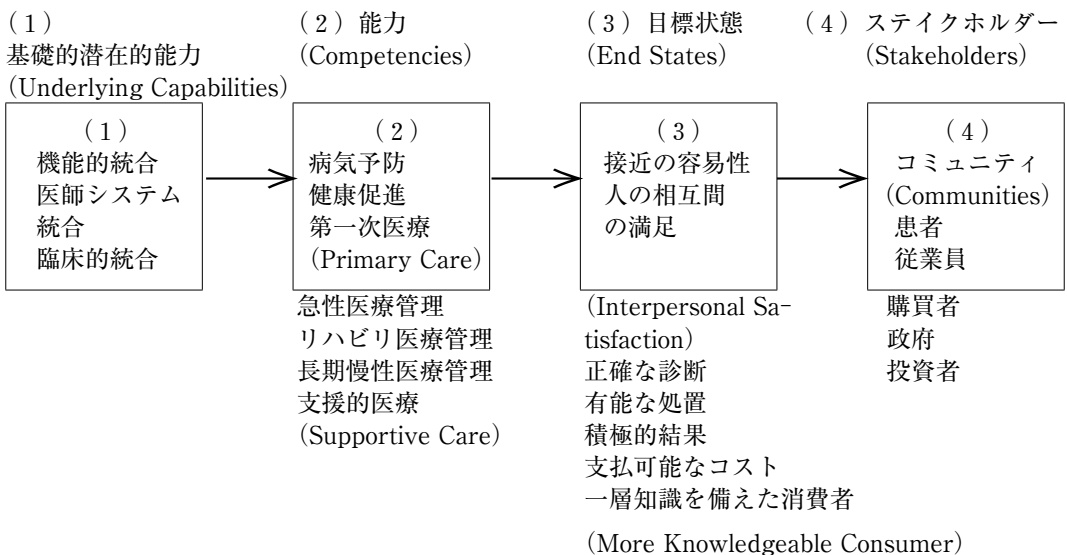 (1)
基礎的潜在的能力
(Underlying Capabilities)
(2)能力
(Competencies)
(3)目標状態
(End States)
(4)ステイクホルダー
(Stakeholders)
(1)
機能的統合
医師システム
統合
臨床的統合
(2)
病気予防
健康促進
第一次医療
(Primary Care)
急性医療管理
リハビリ医療管理
長期慢性医療管理
支援的医療
(Supportive Care)
(3)
接近の容易性
人の相互間
の満足
(Interpersonal Sa-
tisfaction)
正確な診断
有能な処置
積極的結果
支払可能なコスト
一層知識を備えた消費者
(More Knowledgeable Consumer)
(4)
コミュニティ
(Communities)
患者
従業員
購買者
政府
投資者